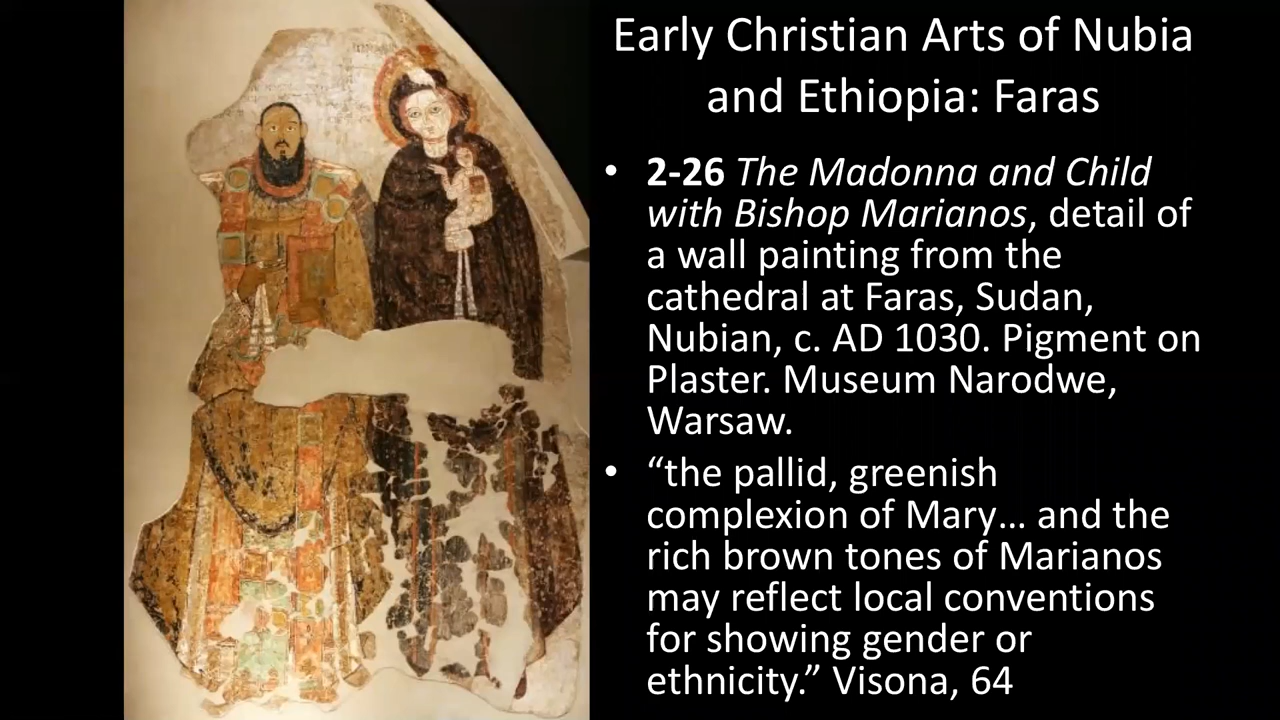 Early Christian Arts of Nubia
and Ethiopia: Faras
• 2-26 The Madonna and Child
with Bishop Marianos, detail of
a wall painting from the
cathedral at Faras, Sudan,
Nubian, c. AD 1030. Pigment on
Plaster. Museum Narodwe,
Warsaw.
• “the pallid, greenish
complexion of Mary… and the
rich brown tones of Marianos
may reflect local conventions
for showing gender or
ethnicity.” Visona, 64